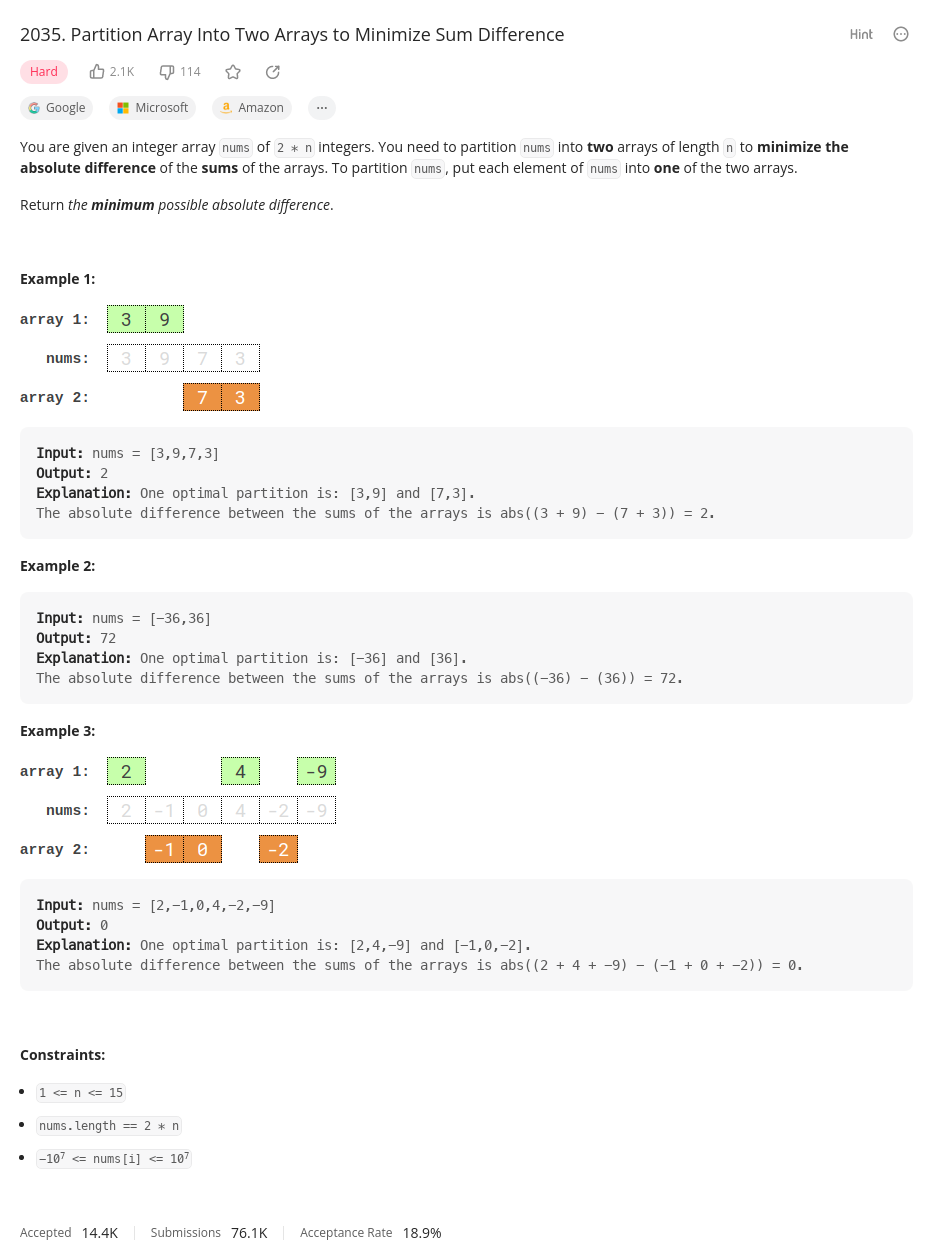 2035. Partition Array Into Two Arrays to Minimize Sum Difference
Hint
Hard 2.1K 114
Google Microsoft Amazon ...
You are given an integer array nums of 2 * n integers. You need to partition nums into two arrays of length n to minimize the
absolute difference of the sums of the arrays. To partition nums, put each element of nums into one of the two arrays.
Return the minimum possible absolute difference.
Example 1:
array 1: 3 9
nums: 3 9 7 3
array 2: 7 3
Input: nums = [3,9,7,3]
Output: 2
Explanation: One optimal partition is: [3,9] and [7,3].
The absolute difference between the sums of the arrays is abs((3 + 9) − (7 + 3)) = 2.
Example 2:
Input: nums = [−36,36]
Output: 72
Explanation: One optimal partition is: [−36] and [36].
The absolute difference between the sums of the arrays is abs((−36) − (36)) = 72.
Example 3:
array 1: 2 4 -9
nums: 2 -1 0 4 -2 -9
array 2: -1 0 -2
Input: nums = [2,−1,0,4,−2,−9]
Output: 0
Explanation: One optimal partition is: [2,4,−9] and [−1,0,−2].
The absolute difference between the sums of the arrays is abs((2 + 4 + −9) − (−1 + 0 + −2)) = 0.
Constraints:
• 1 <= n <= 15
• nums.length == 2 * n
• −10⁷ <= nums[i] <= 10⁷
Accepted 14.4K Submissions 76.1K Acceptance Rate 18.9%